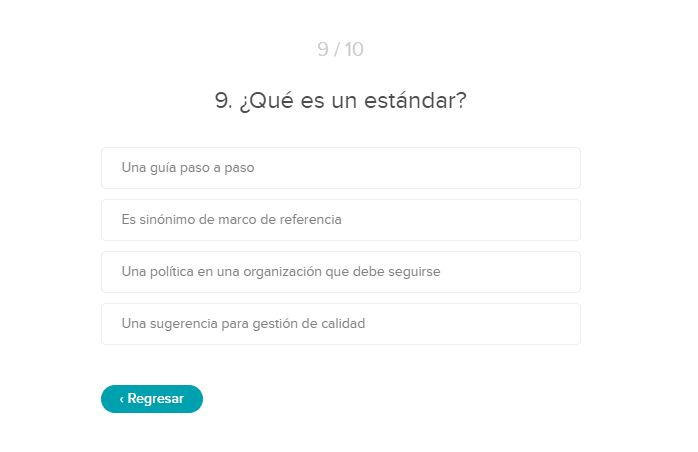 9 / 10
9. ¿Qué es un estándar?
Una guía paso a paso
Es sinónimo de marco de referencia
Una política en una organización que debe seguirse
Una sugerencia para gestión de calidad
‹ Regresar